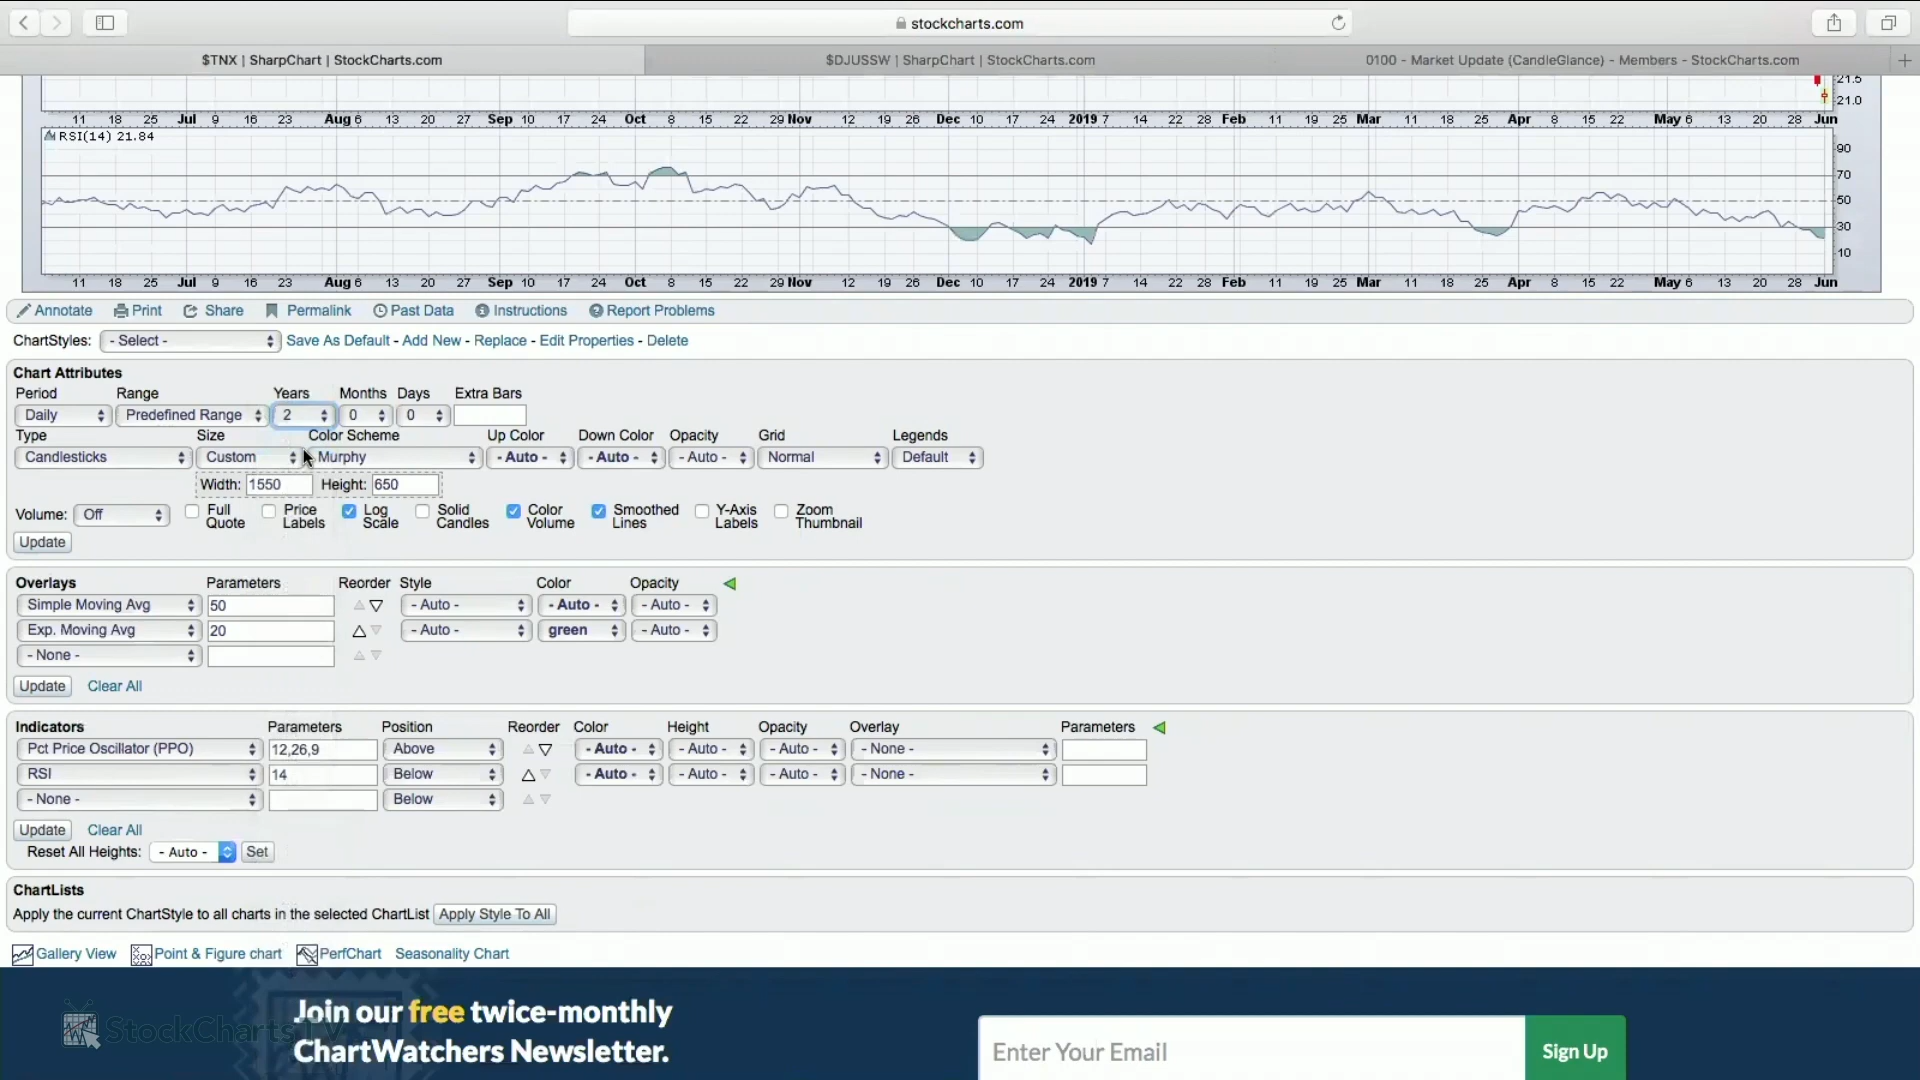 stockcharts.com
$TNX | SharpChart | StockCharts.com $DJUSSW | SharpChart | StockCharts.com 0100 - Market Update (CandleGlance) - Members - StockCharts.com
21.5
21.0
11 18 25 Jul 9 16 23 Aug 6 13 20 27 Sep 10 17 24 Oct 8 15 22 29 Nov 12 19 26 Dec 10 17 24 2019 7 14 22 28 Feb 11 19 25 Mar 11 18 25 Apr 8 15 22 May 6 13 20 28 Jun
RSI(14) 21.84
90
70
50
30
10
11 18 25 Jul 9 16 23 Aug 6 13 20 27 Sep 10 17 24 Oct 8 15 22 29 Nov 12 19 26 Dec 10 17 24 2019 7 14 22 28 Feb 11 19 25 Mar 11 18 25 Apr 8 15 22 May 6 13 20 28 Jun
Annotate Print Share Permalink Past Data Instructions Report Problems
ChartStyles: - Select - Save As Default - Add New - Replace - Edit Properties - Delete
Chart Attributes
Period Range Years Months Days Extra Bars
Daily Predefined Range 2 0 0
Type Size Color Scheme Up Color Down Color Opacity Grid Legends
Candlesticks Custom Murphy - Auto - - Auto - - Auto - Normal Default
Width: 1550 Height: 650
Volume: Off Full Quote Price Labels Log Scale Solid Candles Color Volume Smoothed Lines Y-Axis Labels Zoom Thumbnail
Update
Overlays Parameters Reorder Style Color Opacity
Simple Moving Avg 50 - Auto - - Auto - - Auto -
Exp. Moving Avg 20 - Auto - green - Auto -
- None -
Update Clear All
Indicators Parameters Position Reorder Color Height Opacity Overlay Parameters
Pct Price Oscillator (PPO) 12,26,9 Above - Auto - - Auto - - Auto - - None -
RSI 14 Below - Auto - - Auto - - Auto - - None -
- None - Below
Update Clear All
Reset All Heights: - Auto - Set
ChartLists
Apply the current ChartStyle to all charts in the selected ChartList Apply Style To All
Gallery View Point & Figure chart PerfChart Seasonality Chart
Join our free twice-monthly
ChartWatchers Newsletter.
StockCharts TV
Enter Your Email Sign Up